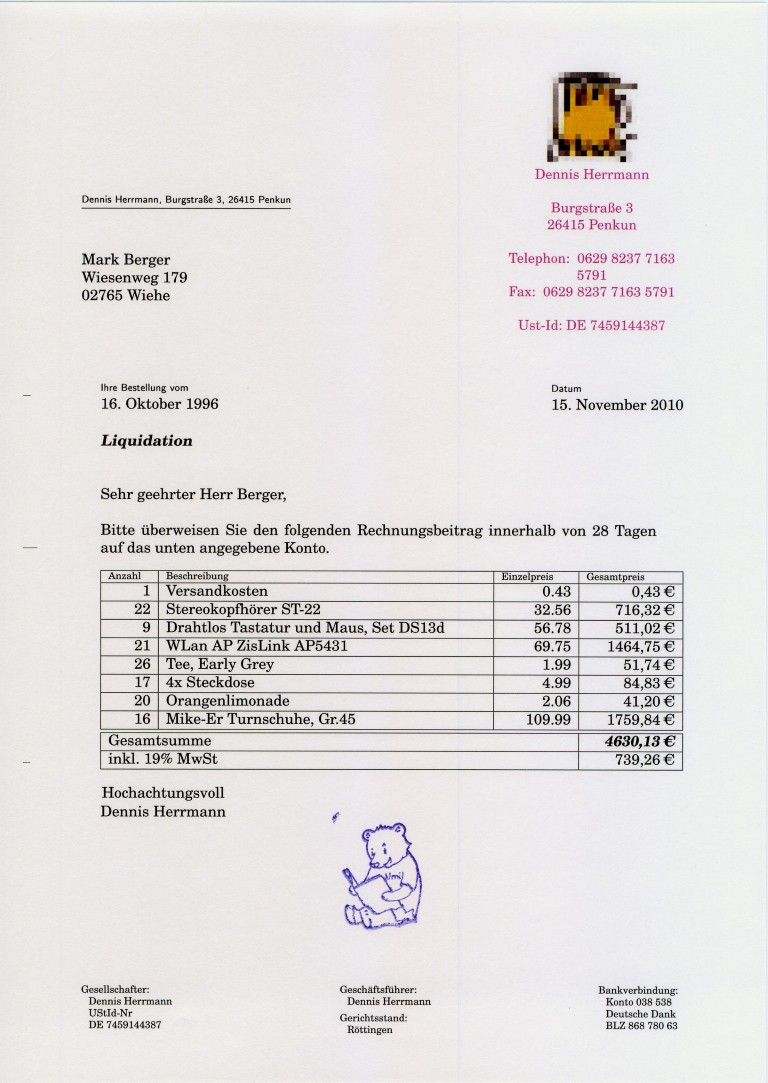 Dennis Herrmann
Burgstraße 3
26415 Penkun
Telephon: 0629 8237 7163
5791
Fax: 0629 8237 7163 5791
Ust-Id: DE 7459144387
Dennis Herrmann, Burgstraße 3, 26415 Penkun
Mark Berger
Wiesenweg 179
02765 Wiehe
Ihre Bestellung vom
16. Oktober 1996
Datum
15. November 2010
Liquidation
Sehr geehrter Herr Berger,
Bitte überweisen Sie den folgenden Rechnungsbeitrag innerhalb von 28 Tagen
auf das unten angegebene Konto.
Anzahl Beschreibung Einzelpreis Gesamtpreis
1 Versandkosten 0.43 0,43 €
22 Stereokopfhörer ST-22 32.56 716,32 €
9 Drahtlos Tastatur und Maus, Set DS13d 56.78 511,02 €
21 WLan AP ZisLink AP5431 69.75 1464,75 €
26 Tee, Early Grey 1.99 51,74 €
17 4x Steckdose 4.99 84,83 €
20 Orangenlimonade 2.06 41,20 €
16 Mike-Er Turnschuhe, Gr.45 109.99 1759,84 €
Gesamtsumme 4630,13 €
inkl. 19% MwSt 739,26 €
Hochachtungsvoll
Dennis Herrmann
Gesellschafter:
Dennis Herrmann
UStId-Nr
DE 7459144387
Geschäftsführer:
Dennis Herrmann
Gerichtsstand:
Röttingen
Bankverbindung:
Konto 038 538
Deutsche Dank
BLZ 868 780 63